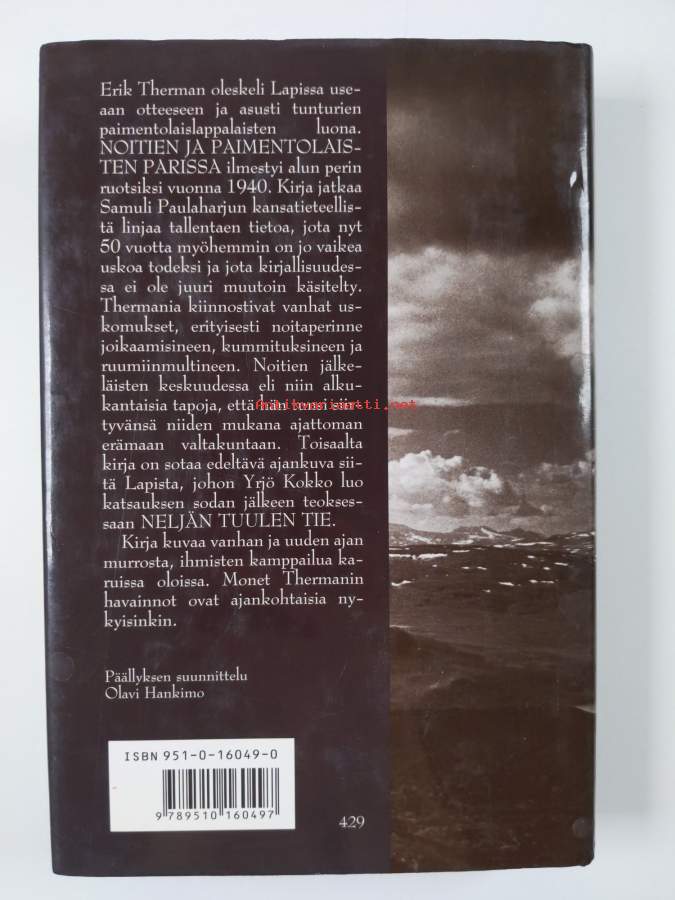 Erik Therman oleskeli Lapissa use-
aan otteeseen ja asusti tunturien
paimentolaislappalaisten luona.
NOITIEN JA PAIMENTOLAIS-
TEN PARISSA ilmestyi alun perin
ruotsiksi vuonna 1940. Kirja jatkaa
Samuli Paulaharjun kansatieteellis-
tä linjaa tallentaen tietoa, jota nyt
50 vuotta myöhemmin on jo vaikea
uskoa todeksi ja jota kirjallisuudes-
sa ei ole juuri muutoin käsitelty.
Thermania kiinnostivat vanhat us-
komukset, erityisesti noitaperinne
joikaamisineen, kummituksineen ja
ruumiinmultineen. Noitien jälke-
läisten keskuudessa eli niin alku-
kantaisia tapoja, että hän tunsi siir-
tyvänsä niiden mukana ajattoman
erämaan valtakuntaan. Toisaalta
kirja on sotaa edeltävä ajankuva sii-
tä Lapista, johon Yrjö Kokko luo
katsauksen sodan jälkeen teokses-
saan NELJÄN TUULEN TIE.
Kirja kuvaa vanhan ja uuden ajan
murrosta, ihmisten kamppailua ka-
ruissa oloissa. Monet Thermanin
havainnot ovat ajankohtaisia ny-
kyisinkin.
Päällyksen suunnittelu
Olavi Hankimo
ISBN 951-0-16049-0
9 789510 160497
429